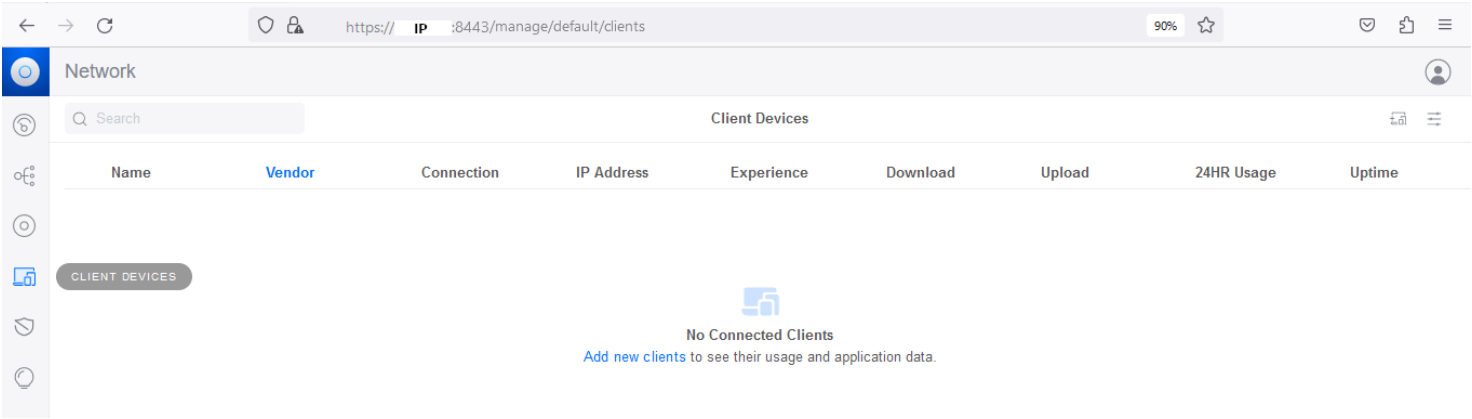 https:// IP :8443/manage/default/clients
90%
Network
Search
Client Devices
Name Vendor Connection IP Address Experience Download Upload 24HR Usage Uptime
CLIENT DEVICES
No Connected Clients
Add new clients to see their usage and application data.